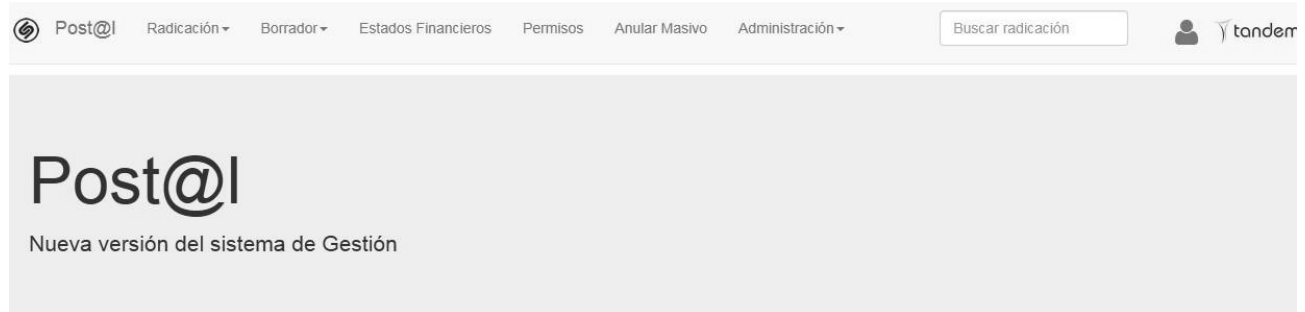 Post@l Radicación Borrador Estados Financieros Permisos Anular Masivo Administración Buscar radicación tandem
Post@l
Nueva versión del sistema de Gestión